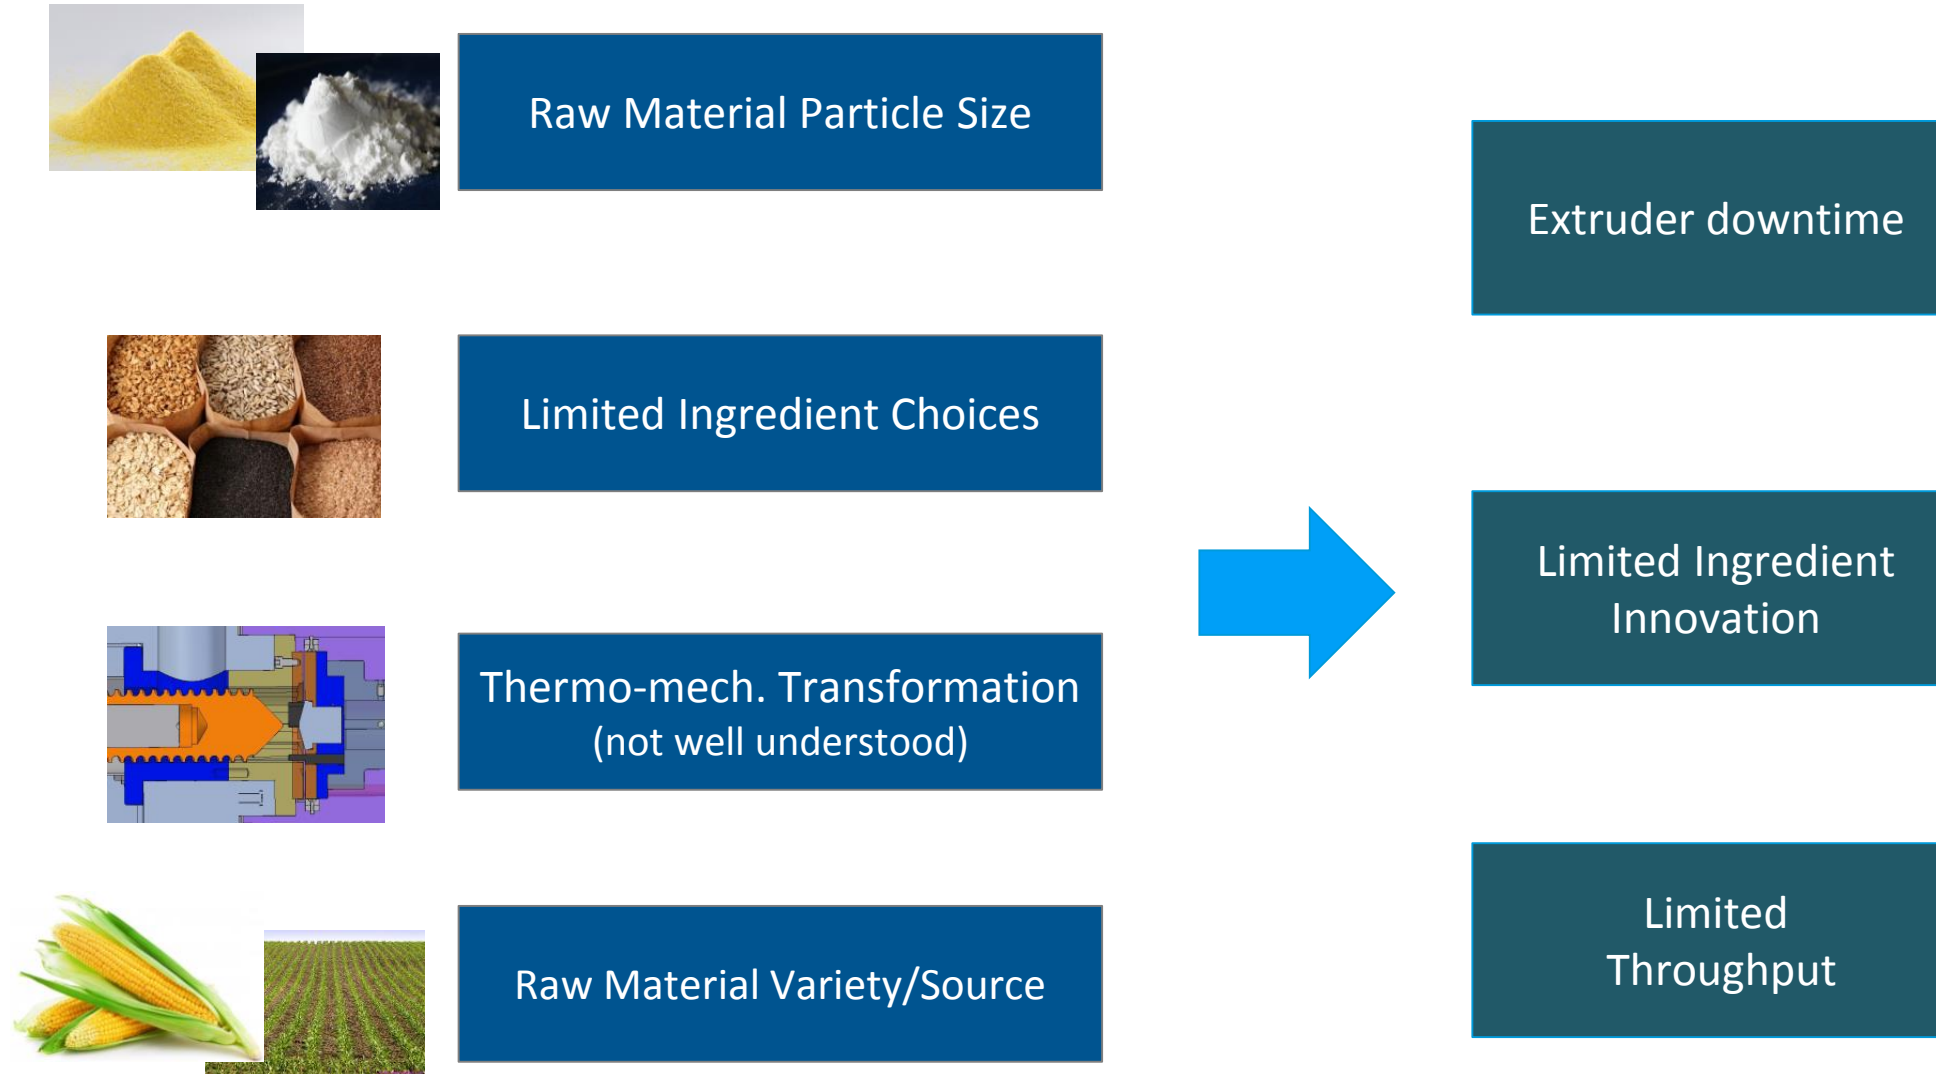 Raw Material Particle Size
Limited Ingredient Choices
Thermo-mech. Transformation
(not well understood)
Raw Material Variety/Source
Extruder downtime
Limited Ingredient
Innovation
Limited
Throughput